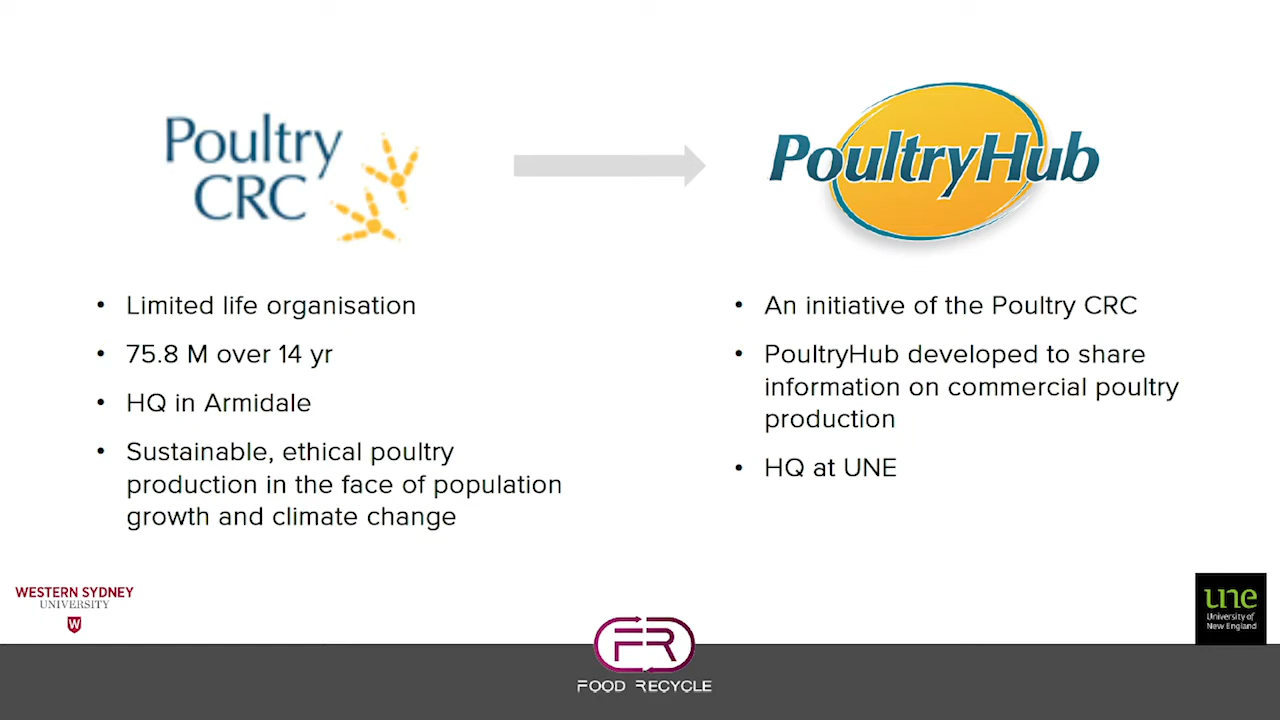 Poultry
CRC
PoultryHub
• Limited life organisation
• 75.8 M over 14 yr
• HQ in Armidale
• Sustainable, ethical poultry
production in the face of population
growth and climate change
• An initiative of the Poultry CRC
• PoultryHub developed to share
information on commercial poultry
production
• HQ at UNE
WESTERN SYDNEY
UNIVERSITY
W
FR
FOOD RECYCLE
une
University of
New England